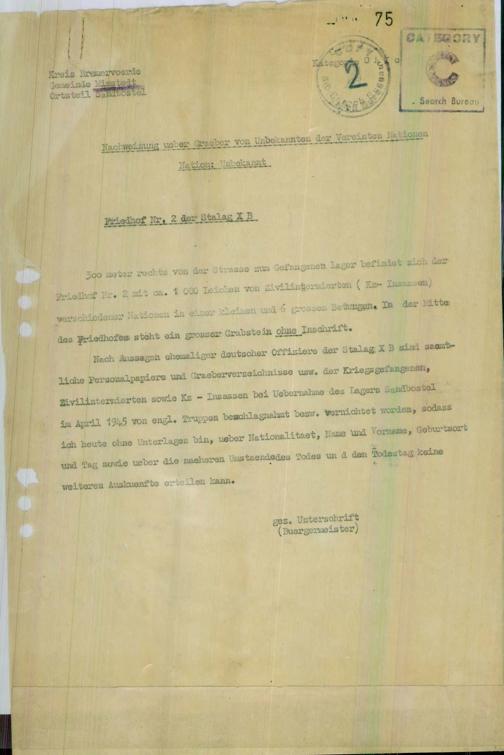 75
CATEGORY
C
Search Bureau
2
Kreis Bremervoerde
Gemeinde Mimstedt
Ortsteil Sandbostel
Nachweisung ueber Graeber von Unbekannten der Vereinten Nationen
Nation: Unbekannt
Friedhof Nr. 2 der Stalag X B
300 meter rechts von der Strasse zum Gefangenen Lager befindet sich der
Friedhof Nr. 2 mit ca. 1 000 Leichen von Zivilinternierten ( Kz- Insassen)
verschiedener Nationen in einer kleinen und 6 grossen Bettungen. In der Mitte
des Friedhofes steht ein grosser Grabstein ohne Inschrift.
Nach Aussagen ehemaliger deutscher Offiziere der Stalag X B sind saemt-
liche Personalpapiere und Graeberverzeichnisse usw. der Kriegsgefangenen,
Zivilinternierten sowie Kz - Insassen bei Uebernahme des Lagers Sandbostel
im April 1945 von engl. Truppen beschlagnahmt bezw. vernichtet worden, sodass
ich heute ohne Unterlagen bin, ueber Nationalitaet, Name und Vorname, Geburtsort
und Tag sowie ueber die naeheren Umstaendedes Todes un d den Todestag keine
weiteren Auskuenfte erteilen kann.
gez. Unterschrift
(Buergermeister)